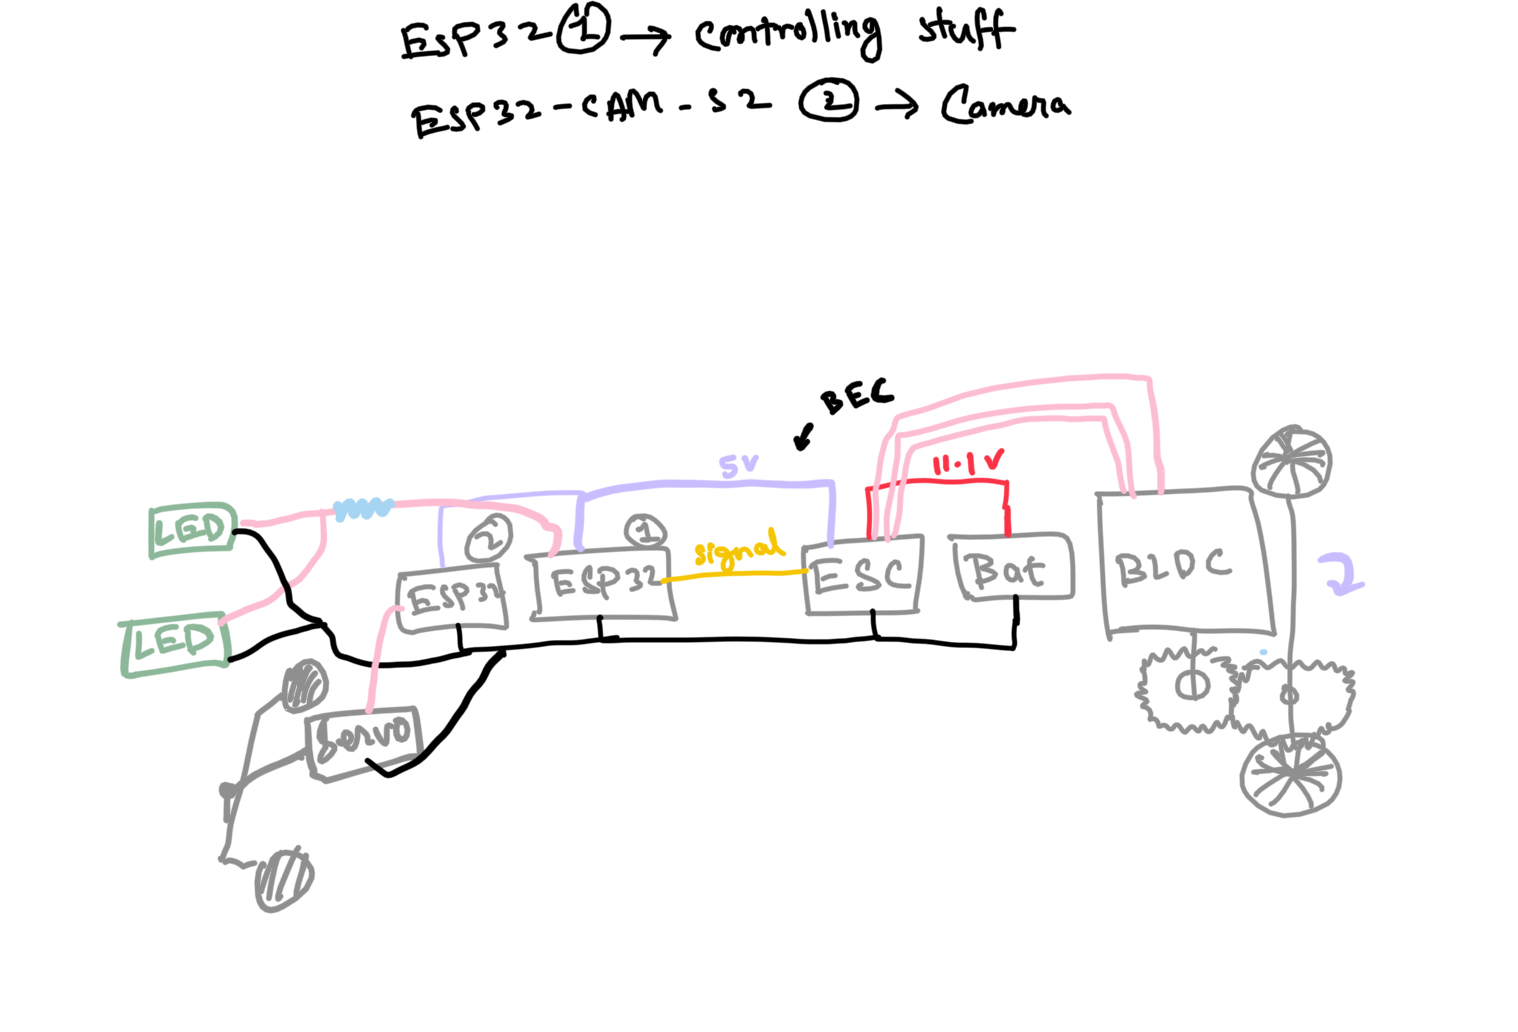 ESP32 ① → controlling stuff
ESP32-CAM-S2 ② → Camera
BEC
5V
11.1V
LED
②
①
signal
ESP32
ESP32
ESC
Bat
BLDC
LED
Servo